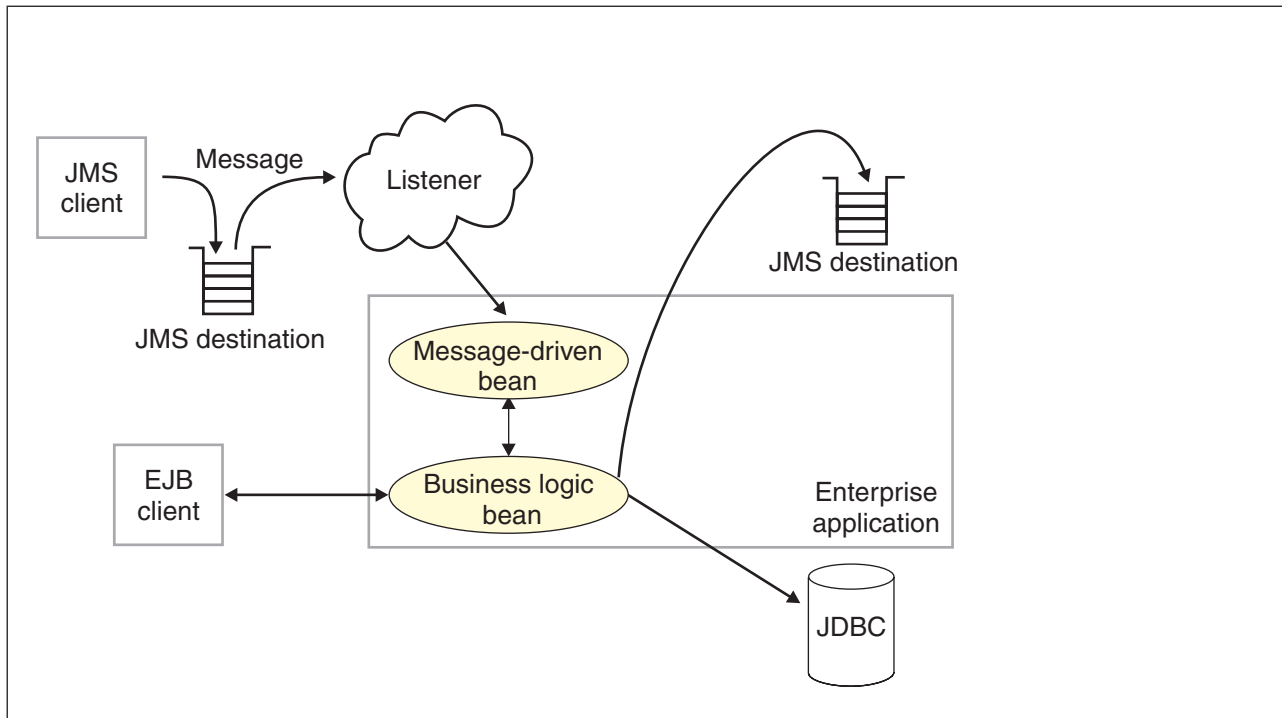 JMS
client
Message
Listener
JMS destination
JMS destination
Message-driven
bean
EJB
client
Business logic
bean
Enterprise
application
JDBC